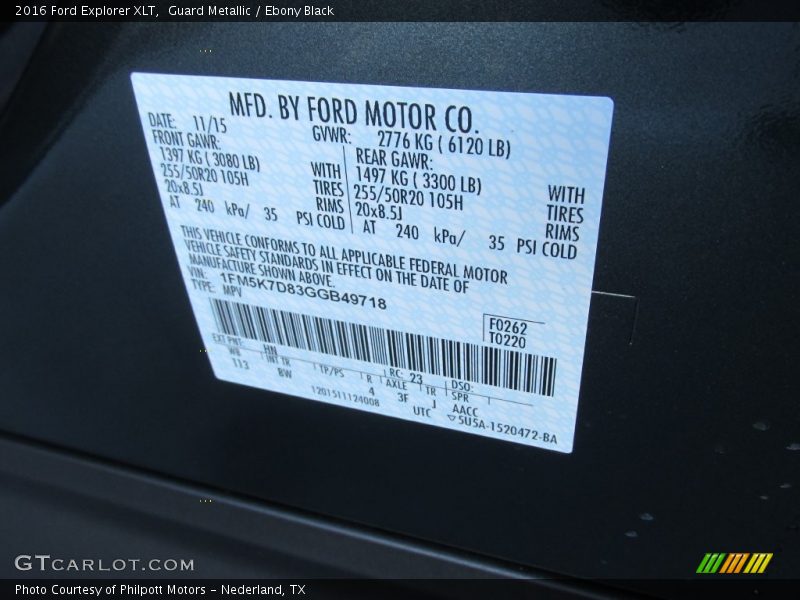 2016 Ford Explorer XLT,  Guard Metallic / Ebony Black
MFD. BY FORD MOTOR CO.
DATE: 11/15 GVWR: 2776 KG ( 6120 LB)
FRONT GAWR: REAR GAWR:
1397 KG ( 3080 LB) WITH 1497 KG ( 3300 LB) WITH
255/50R20 105H TIRES 255/50R20 105H TIRES
20x8.5J RIMS 20x8.5J RIMS
AT 240 kPa/ 35 PSI COLD AT 240 kPa/ 35 PSI COLD
THIS VEHICLE CONFORMS TO ALL APPLICABLE FEDERAL MOTOR
VEHICLE SAFETY STANDARDS IN EFFECT ON THE DATE OF
MANUFACTURE SHOWN ABOVE.
VIN: 1FM5K7D83GGB49718
TYPE: MPV
F0262
T0220
EXT PNT: HN RC: 23 DSO:
WB INT TR TP/PS R AXLE TR SPR
113 BW 4 3F J AACC
1201511124008 UTC ▽5U5A-1520472-BA
GTCARLOT.COM
Photo Courtesy of Philpott Motors – Nederland, TX